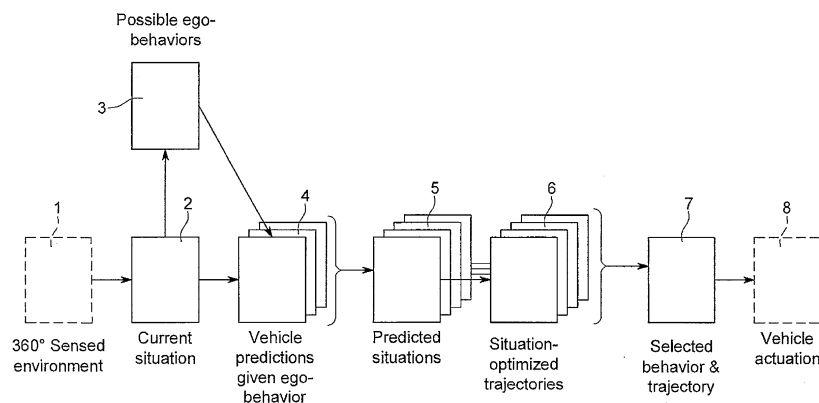 Possible ego-
behaviors
3
1
2
4
5
6
7
8
360° Sensed
environment
Current
situation
Vehicle
predictions
given ego-
behavior
Predicted
situations
Situation-
optimized
trajectories
Selected
behavior &
trajectory
Vehicle
actuation